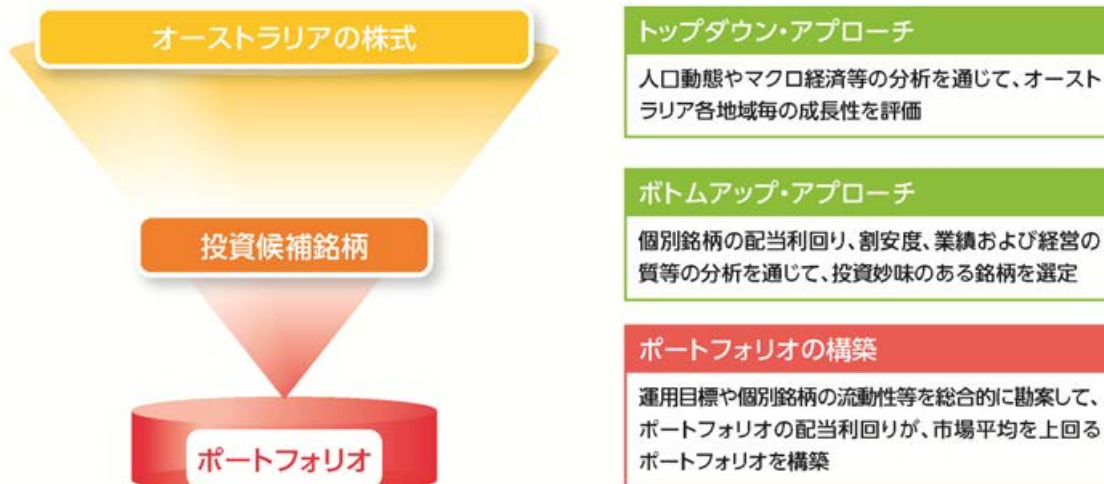 オーストラリアの株式
投資候補銘柄
ポートフォリオ
トップダウン・アプローチ
人口動態やマクロ経済等の分析を通じて、オースト
ラリア各地域毎の成長性を評価
ボトムアップ・アプローチ
個別銘柄の配当利回り、割安度、業績および経営の
質等の分析を通じて、投資妙味のある銘柄を選定
ポートフォリオの構築
運用目標や個別銘柄の流動性等を総合的に勘案して、
ポートフォリオの配当利回りが、市場平均を上回る
ポートフォリオを構築